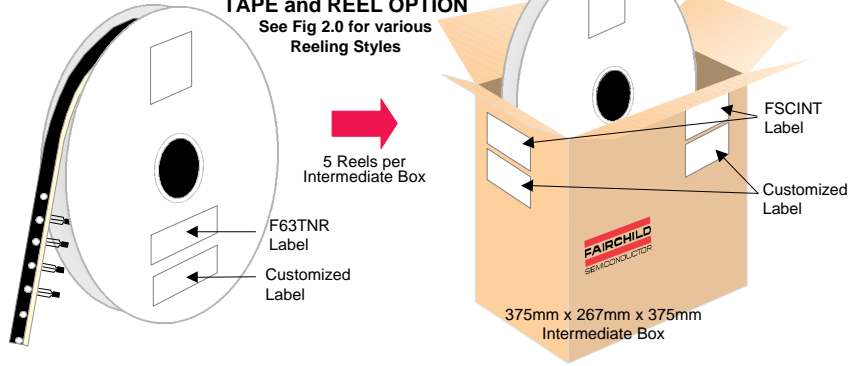 TAPE and REEL OPTION
See Fig 2.0 for various
Reeling Styles
FSCINT
Label
5 Reels per
Intermediate Box
Customized
Label
F63TNR
Label
FAIRCHILD
SEMICONDUCTOR
Customized
Label
375mm x 267mm x 375mm
Intermediate Box